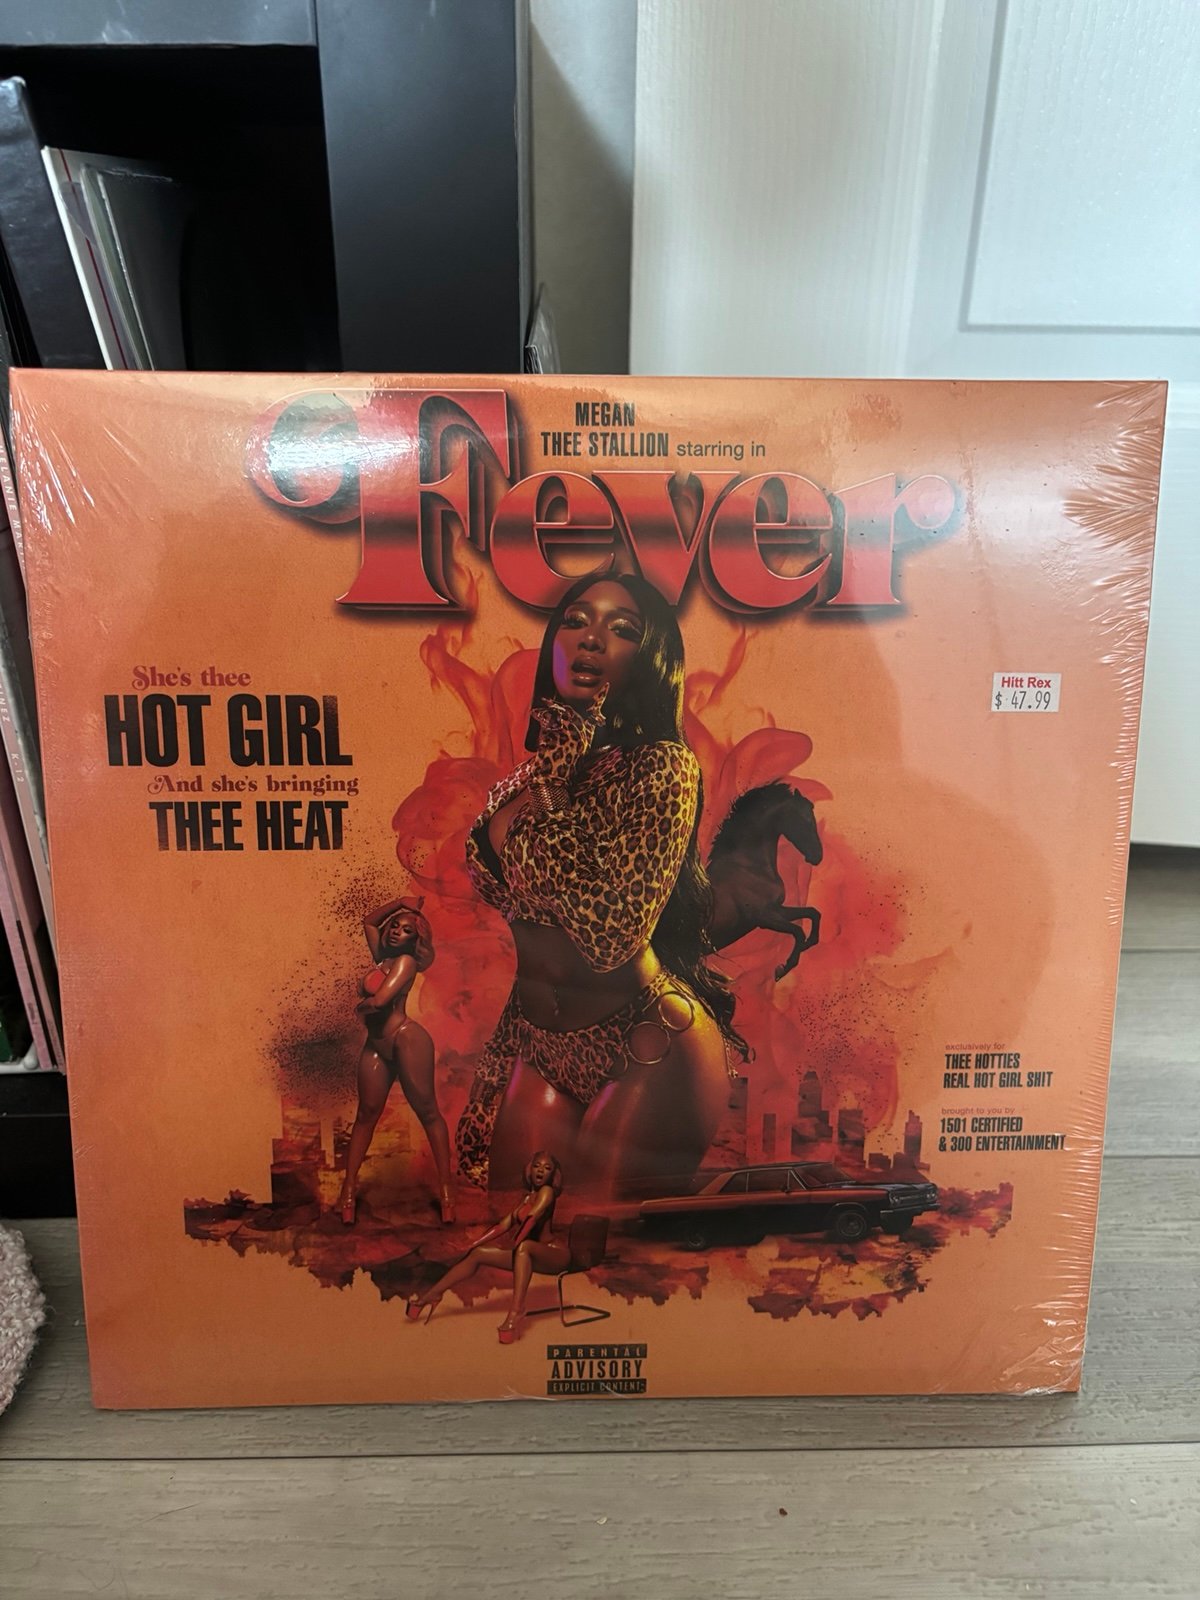 MEGAN
THEE STALLION starring in
Fever
She's thee
HOT GIRL
And she's bringing
THEE HEAT
Hitt Rex
$ 47.99
exclusively for
THEE HOTTIES
REAL HOT GIRL SHIT
brought to you by
1501 CERTIFIED
& 300 ENTERTAINMENT
PARENTAL
ADVISORY
EXPLICIT CONTENT